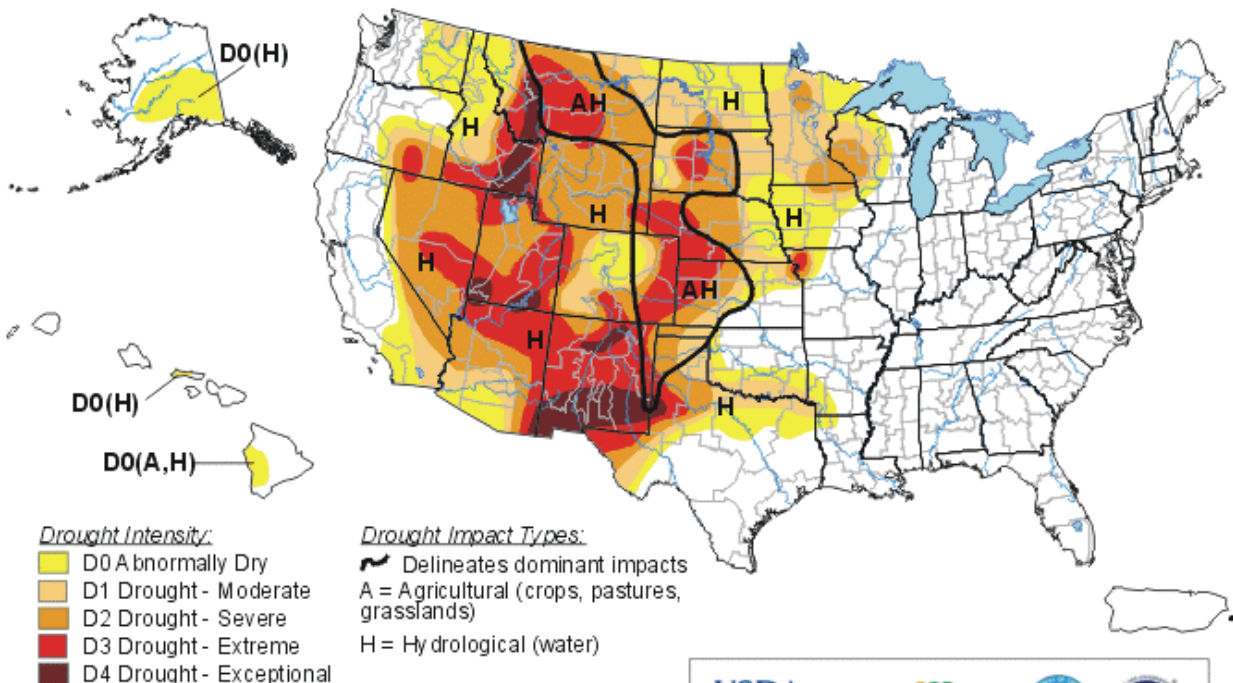 D0(H)
H
AH
H
H
H
H
AH
H
H
D0(H)
D0(A,H)
Drought Intensity:
D0 Abnormally Dry
D1 Drought - Moderate
D2 Drought - Severe
D3 Drought - Extreme
D4 Drought - Exceptional
Drought Impact Types:
Delineates dominant impacts
A = Agricultural (crops, pastures,
grasslands)
H = Hydrological (water)
USDA